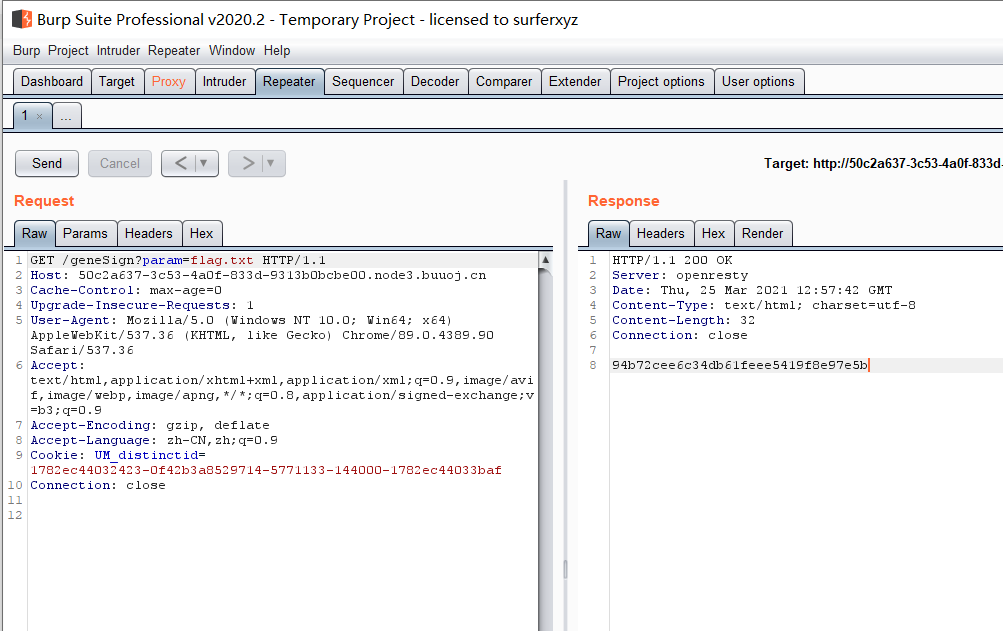 Burp Suite Professional v2020.2 - Temporary Project - licensed to surferxyz
Burp Project Intruder Repeater Window Help
Dashboard Target Proxy Intruder Repeater Sequencer Decoder Comparer Extender Project options User options
1 × ...
Send Cancel < ▼ > ▼ Target: http://50c2a637-3c53-4a0f-833d-
Request
Raw Params Headers Hex
1 GET /geneSign?param=flag.txt HTTP/1.1
2 Host: 50c2a637-3c53-4a0f-833d-9313b0bcbe00.node3.buuoj.cn
3 Cache-Control: max-age=0
4 Upgrade-Insecure-Requests: 1
5 User-Agent: Mozilla/5.0 (Windows NT 10.0; Win64; x64)
AppleWebKit/537.36 (KHTML, like Gecko) Chrome/89.0.4389.90
Safari/537.36
6 Accept:
text/html,application/xhtml+xml,application/xml;q=0.9,image/avi
f,image/webp,image/apng,*/*;q=0.8,application/signed-exchange;v
=b3;q=0.9
7 Accept-Encoding: gzip, deflate
8 Accept-Language: zh-CN,zh;q=0.9
9 Cookie: UM_distinctid=
1782ec44032423-0f42b3a8529714-5771133-144000-1782ec44033baf
10 Connection: close
11
12
Response
Raw Headers Hex Render
1 HTTP/1.1 200 OK
2 Server: openresty
3 Date: Thu, 25 Mar 2021 12:57:42 GMT
4 Content-Type: text/html; charset=utf-8
5 Content-Length: 32
6 Connection: close
7
8 94b72cee6c34db61feee5419f8e97e5b